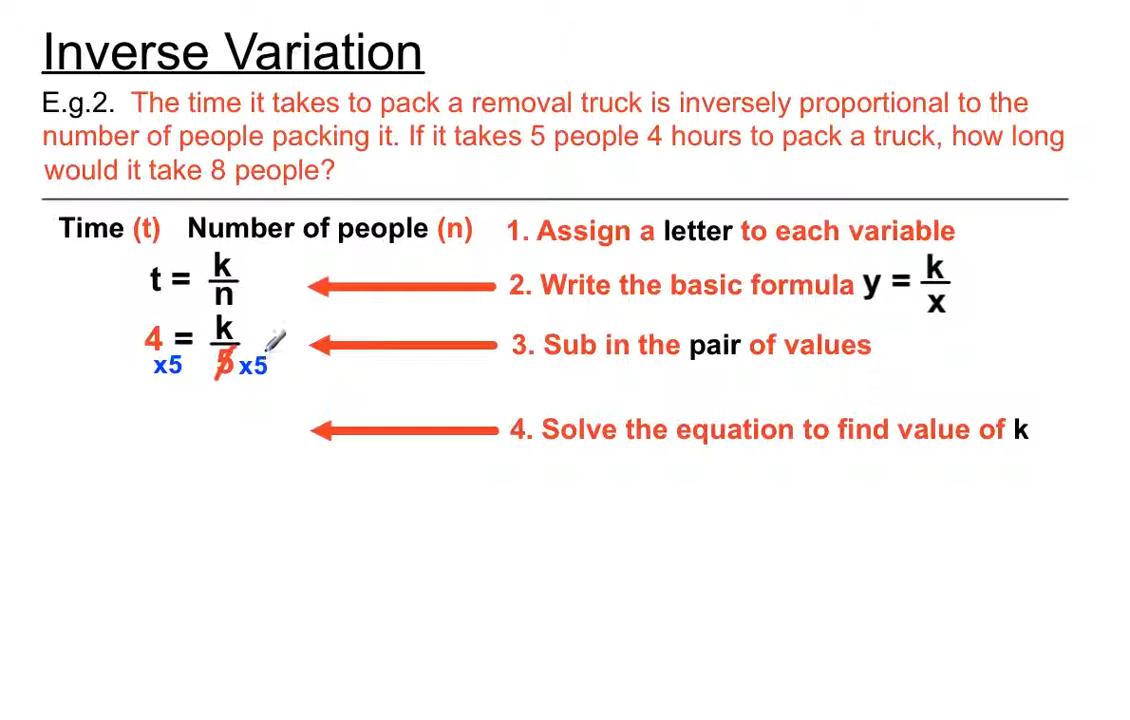 Inverse Variation
E.g.2. The time it takes to pack a removal truck is inversely proportional to the
number of people packing it. If it takes 5 people 4 hours to pack a truck, how long
would it take 8 people?
Time (t) Number of people (n) 1. Assign a letter to each variable
t = k/n 2. Write the basic formula y = k/x
4 = k/5 3. Sub in the pair of values
x5 x5
4. Solve the equation to find value of k